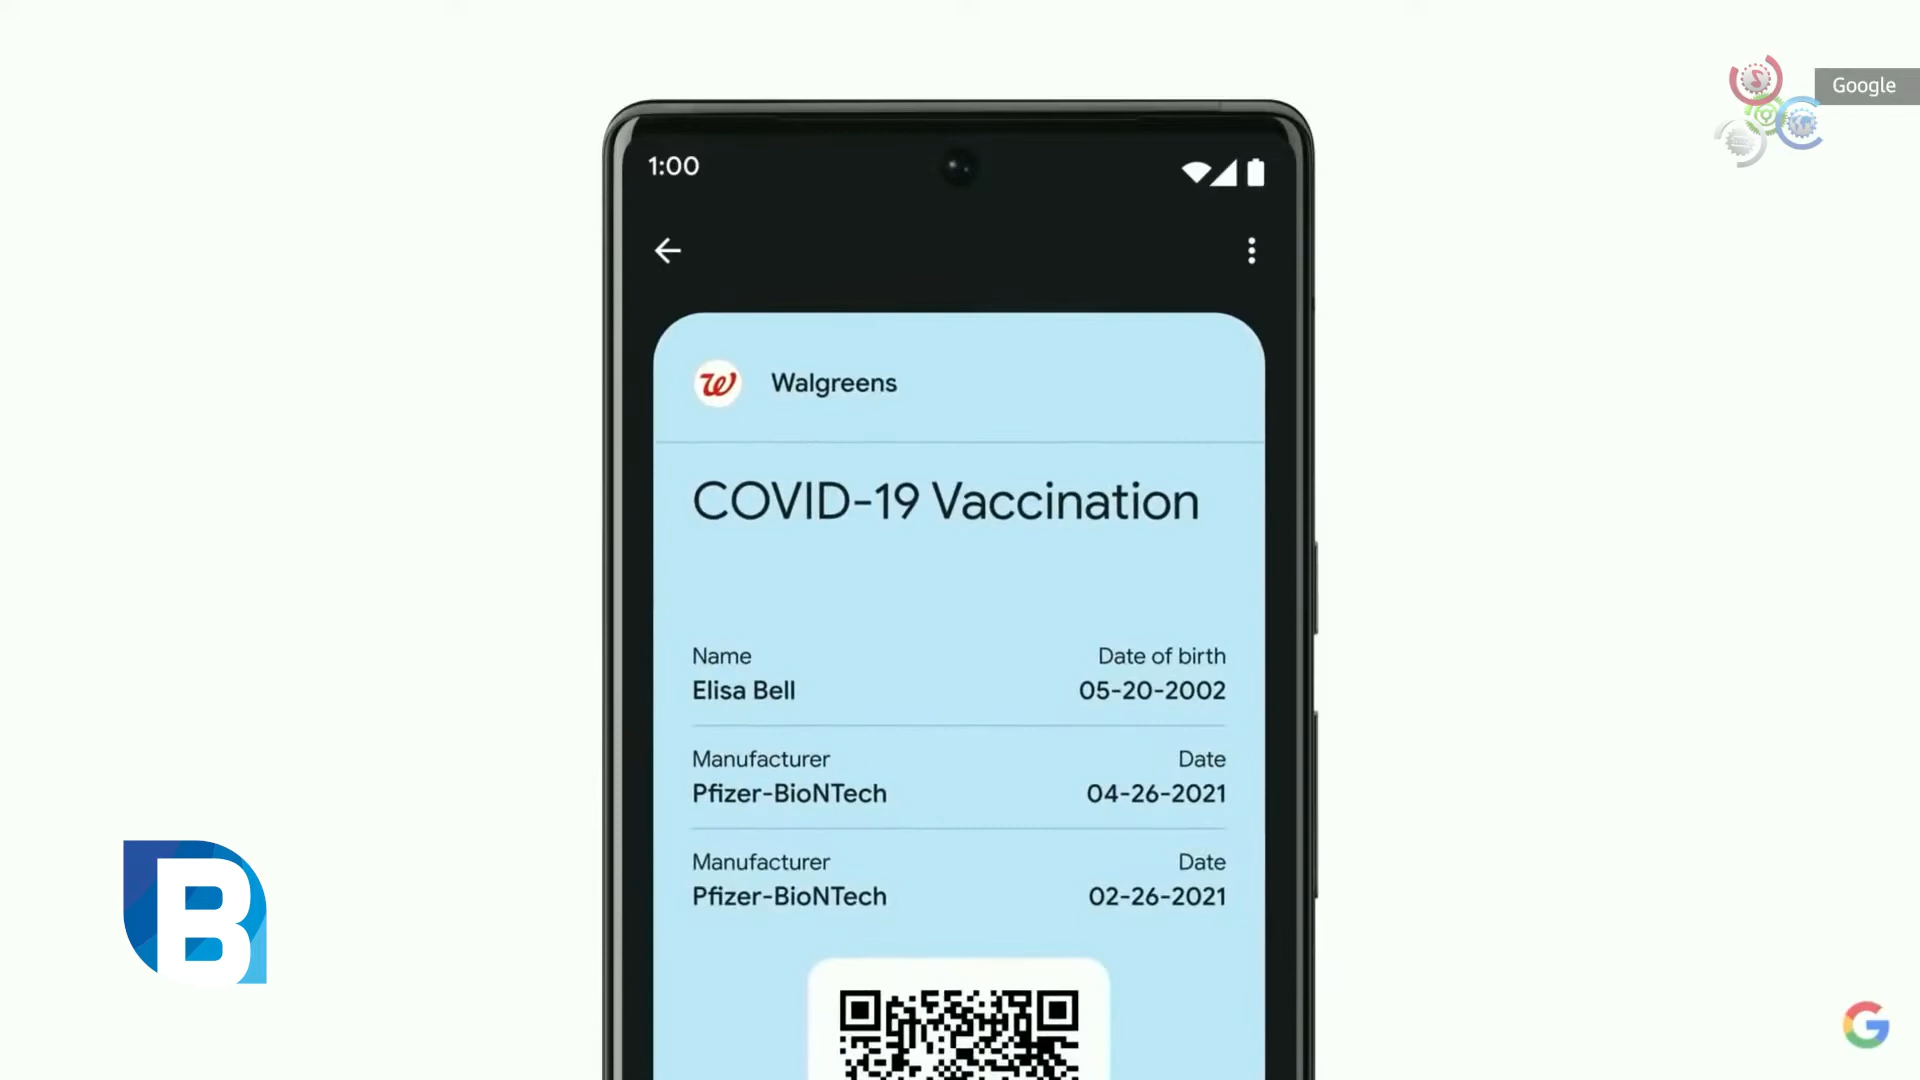 Google
1:00
Walgreens
COVID-19 Vaccination
Name
Date of birth
Elisa Bell
05-20-2002
Manufacturer
Date
Pfizer-BioNTech
04-26-2021
Manufacturer
Date
Pfizer-BioNTech
02-26-2021
B
G